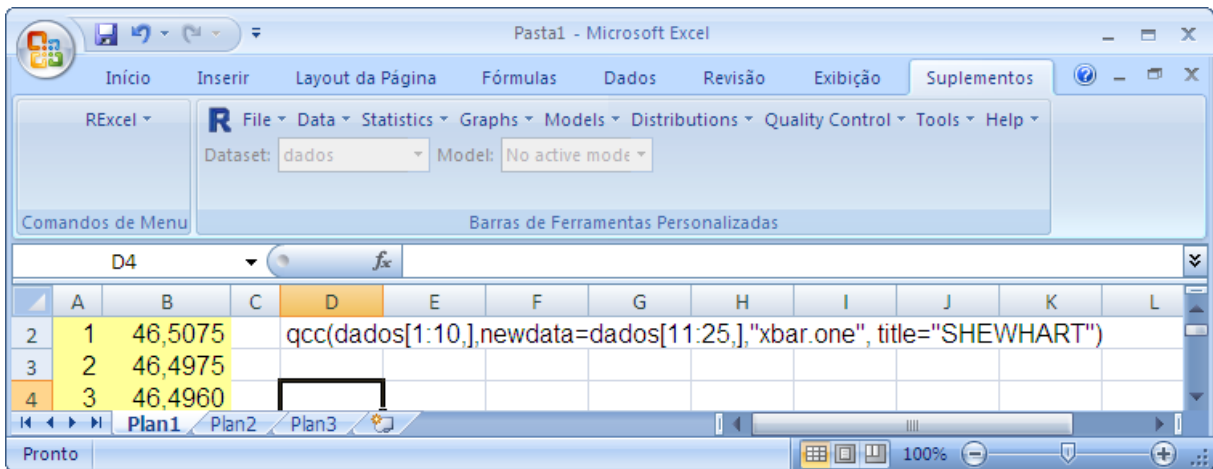 Pasta1 - Microsoft Excel
Início Inserir Layout da Página Fórmulas Dados Revisão Exibição Suplementos
RExcel R File Data Statistics Graphs Models Distributions Quality Control Tools Help
Dataset: dados Model: No active mode
Comandos de Menu Barras de Ferramentas Personalizadas
D4 fx
A B C D E F G H I J K L
2 1 46,5075 qcc(dados[1:10,],newdata=dados[11:25,],"xbar.one", title="SHEWHART")
3 2 46,4975
4 3 46,4960
Plan1 Plan2 Plan3
Pronto 100%